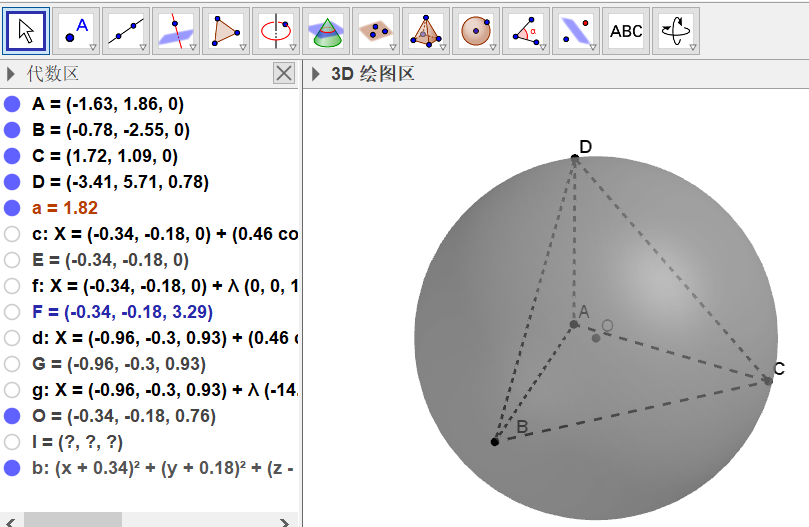 A
α
ABC
代数区
3D 绘图区
A = (-1.63, 1.86, 0)
B = (-0.78, -2.55, 0)
C = (1.72, 1.09, 0)
D = (-3.41, 5.71, 0.78)
a = 1.82
c: X = (-0.34, -0.18, 0) + (0.46 co
E = (-0.34, -0.18, 0)
f: X = (-0.34, -0.18, 0) + λ (0, 0, 1
F = (-0.34, -0.18, 3.29)
d: X = (-0.96, -0.3, 0.93) + (0.46 c
G = (-0.96, -0.3, 0.93)
g: X = (-0.96, -0.3, 0.93) + λ (-14.
O = (-0.34, -0.18, 0.76)
I = (?, ?, ?)
b: (x + 0.34)² + (y + 0.18)² + (z -
D
A
O
C
B